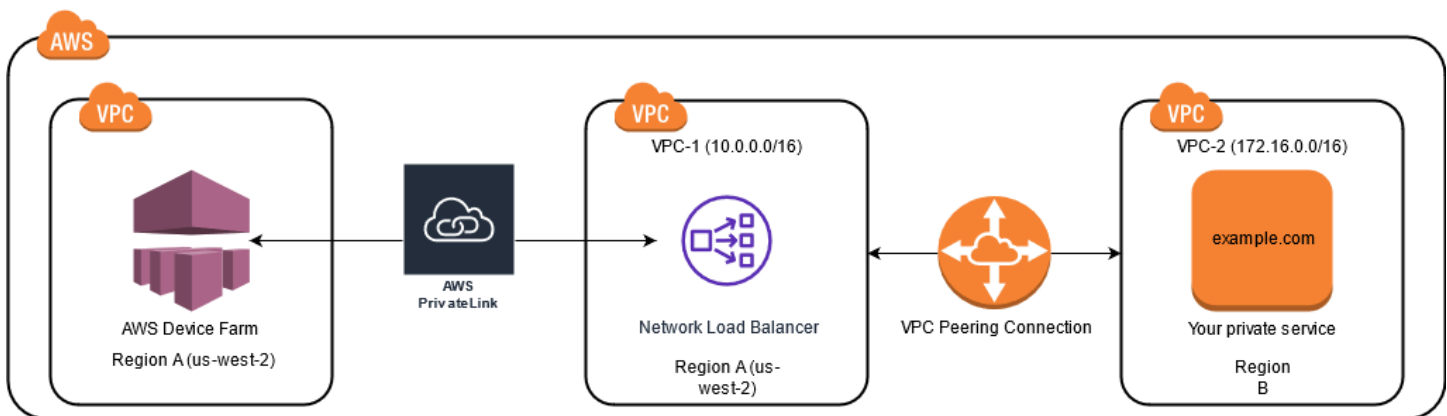 AWS
VPC
AWS Device Farm
Region A (us-west-2)
AWS
PrivateLink
VPC
VPC-1 (10.0.0.0/16)
Network Load Balancer
Region A (us-
west-2)
VPC Peering Connection
VPC
VPC-2 (172.16.0.0/16)
example.com
Your private service
Region
B